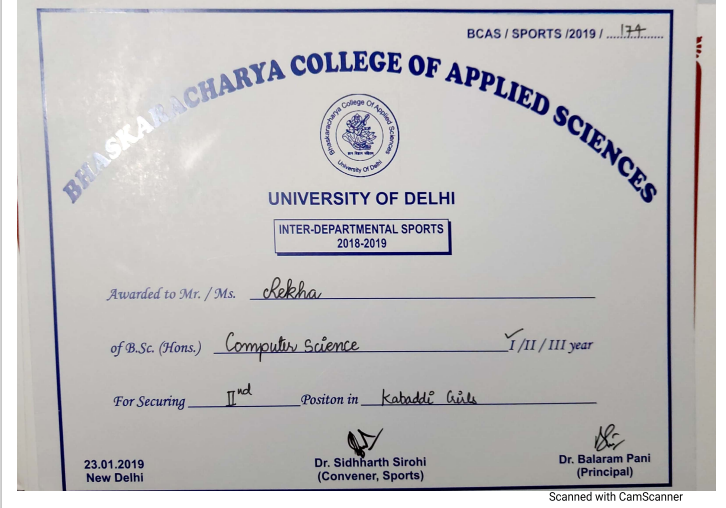 BCAS / SPORTS /2019 / ...174...
BHASKARACHARYA COLLEGE OF APPLIED SCIENCES
Bhaskaracharya College Of Applied Sciences
University Of Delhi
UNIVERSITY OF DELHI
INTER-DEPARTMENTAL SPORTS
2018-2019
Awarded to Mr. / Ms. Rekha
of B.Sc. (Hons.) Computer Science ✓I /II / III year
For Securing IInd Positon in Kabaddi Girls
23.01.2019
New Delhi
Dr. Sidhharth Sirohi
(Convener, Sports)
Dr. Balaram Pani
(Principal)
Scanned with CamScanner